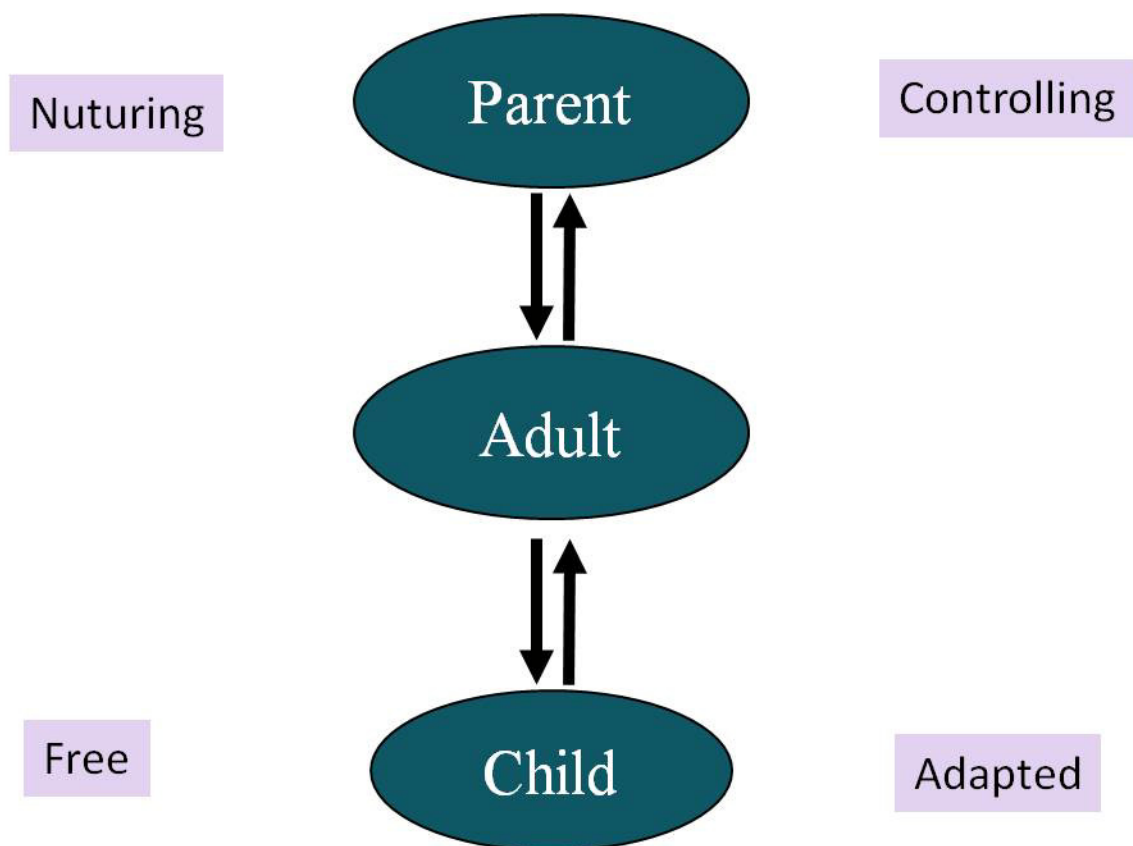 Nuturing
Parent
Controlling
Adult
Free
Child
Adapted